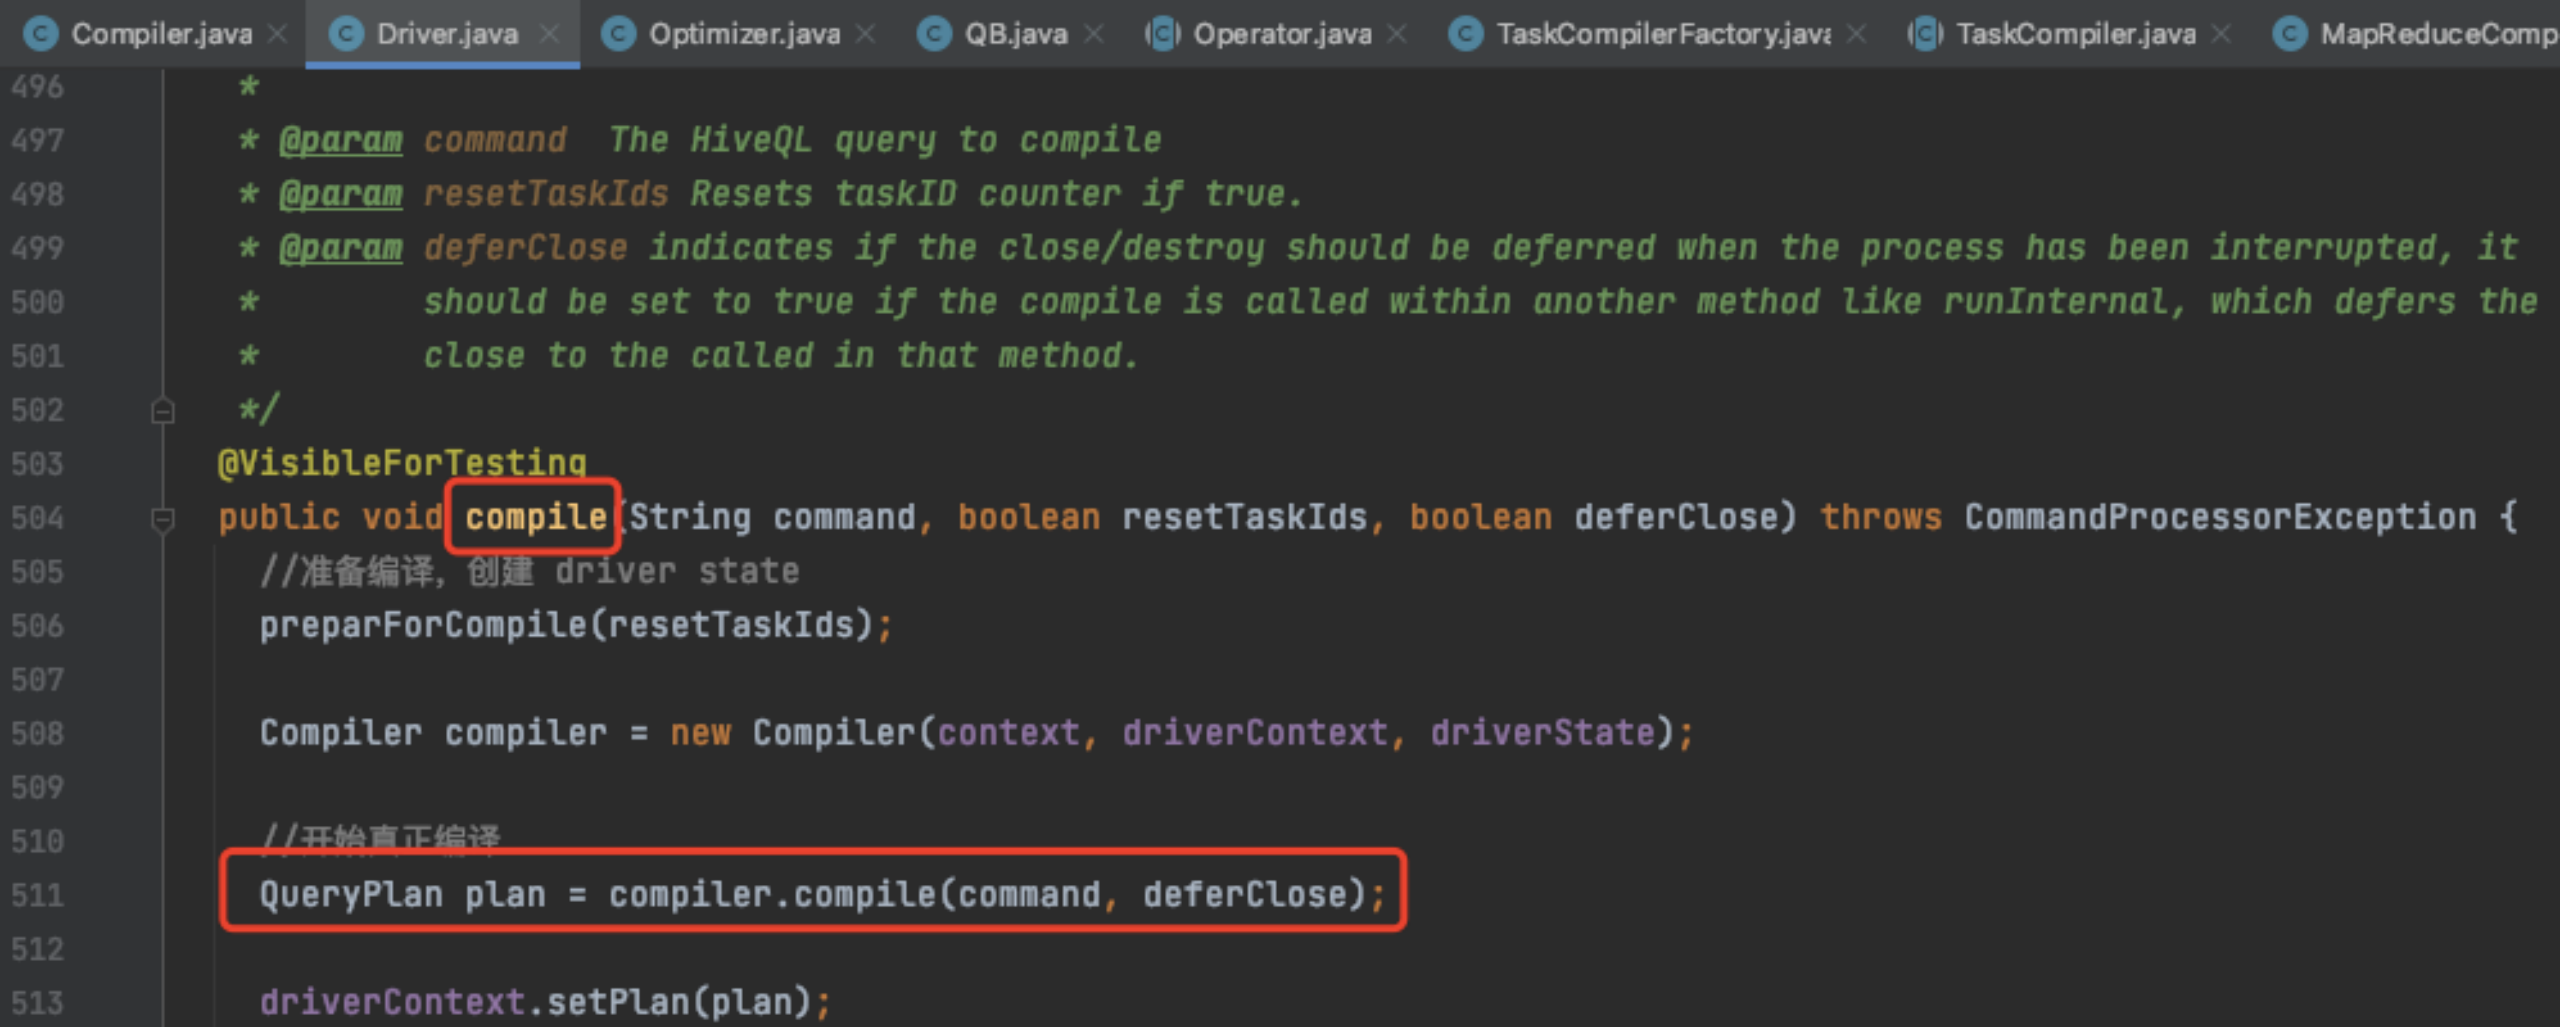 Compiler.java Driver.java Optimizer.java QB.java Operator.java TaskCompilerFactory.java TaskCompiler.java MapReduceComp
496 *
497 * @param command The HiveQL query to compile
498 * @param resetTaskIds Resets taskID counter if true.
499 * @param deferClose indicates if the close/destroy should be deferred when the process has been interrupted, it
500 * should be set to true if the compile is called within another method like runInternal, which defers the
501 * close to the called in that method.
502 */
503 @VisibleForTesting
504 public void compile(String command, boolean resetTaskIds, boolean deferClose) throws CommandProcessorException {
505 //准备编译，创建 driver state
506 preparForCompile(resetTaskIds);
507
508 Compiler compiler = new Compiler(context, driverContext, driverState);
509
510 //开始真正编译
511 QueryPlan plan = compiler.compile(command, deferClose);
512
513 driverContext.setPlan(plan);